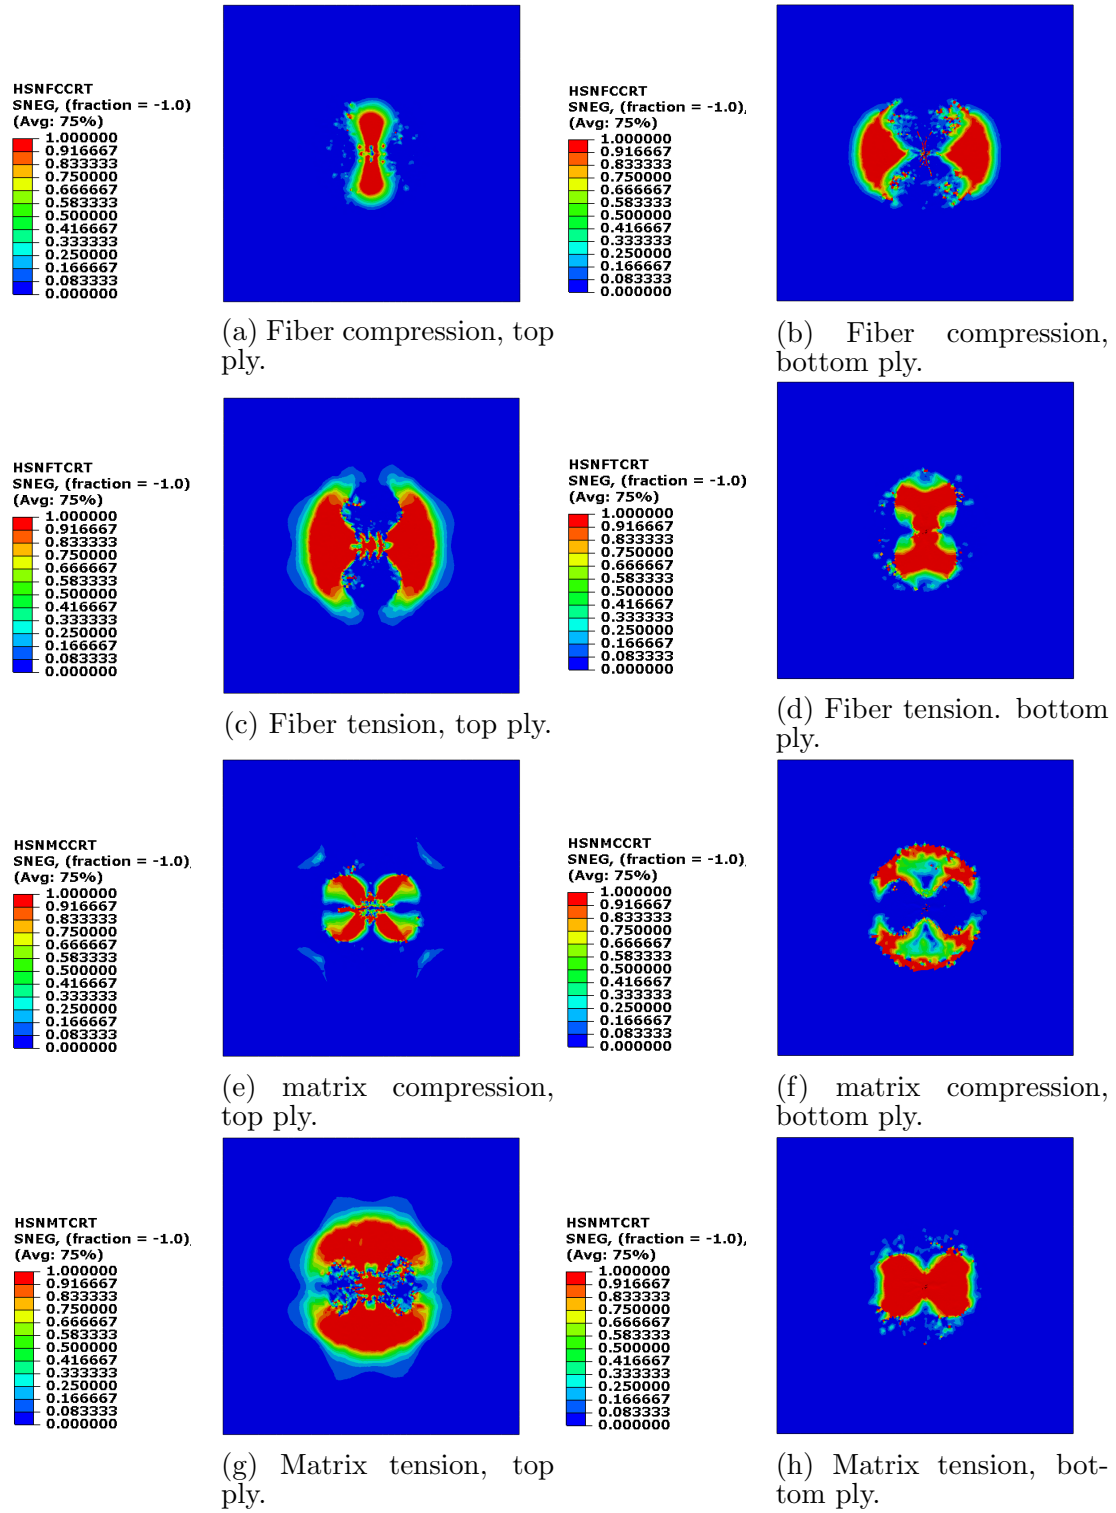 HSNFCCRT
SNEG, (fraction = -1.0)
(Avg: 75%)
1.000000
0.916667
0.833333
0.750000
0.666667
0.583333
0.500000
0.416667
0.333333
0.250000
0.166667
0.083333
0.000000
(a) Fiber compression, top
ply.
HSNFCCRT
SNEG, (fraction = -1.0),
(Avg: 75%)
1.000000
0.916667
0.833333
0.750000
0.666667
0.583333
0.500000
0.416667
0.333333
0.250000
0.166667
0.083333
0.000000
(b) Fiber compression,
bottom ply.
HSNFTCRT
SNEG, (fraction = -1.0)
(Avg: 75%)
1.000000
0.916667
0.833333
0.750000
0.666667
0.583333
0.500000
0.416667
0.333333
0.250000
0.166667
0.083333
0.000000
(c) Fiber tension, top ply.
HSNFTCRT
SNEG, (fraction = -1.0)
(Avg: 75%)
1.000000
0.916667
0.833333
0.750000
0.666667
0.583333
0.500000
0.416667
0.333333
0.250000
0.166667
0.083333
0.000000
(d) Fiber tension. bottom
ply.
HSNMCCRT
SNEG, (fraction = -1.0),
(Avg: 75%)
1.000000
0.916667
0.833333
0.750000
0.666667
0.583333
0.500000
0.416667
0.333333
0.250000
0.166667
0.083333
0.000000
(e) matrix compression,
top ply.
HSNMCCRT
SNEG, (fraction = -1.0),
(Avg: 75%)
1.000000
0.916667
0.833333
0.750000
0.666667
0.583333
0.500000
0.416667
0.333333
0.250000
0.166667
0.083333
0.000000
(f) matrix compression,
bottom ply.
HSNMTCRT
SNEG, (fraction = -1.0),
(Avg: 75%)
1.000000
0.916667
0.833333
0.750000
0.666667
0.583333
0.500000
0.416667
0.333333
0.250000
0.166667
0.083333
0.000000
(g) Matrix tension, top
ply.
HSNMTCRT
SNEG, (fraction = -1.0),
(Avg: 75%)
1.000000
0.916667
0.833333
0.750000
0.666667
0.583333
0.500000
0.416667
0.333333
0.250000
0.166667
0.083333
0.000000
(h) Matrix tension, bot-
tom ply.